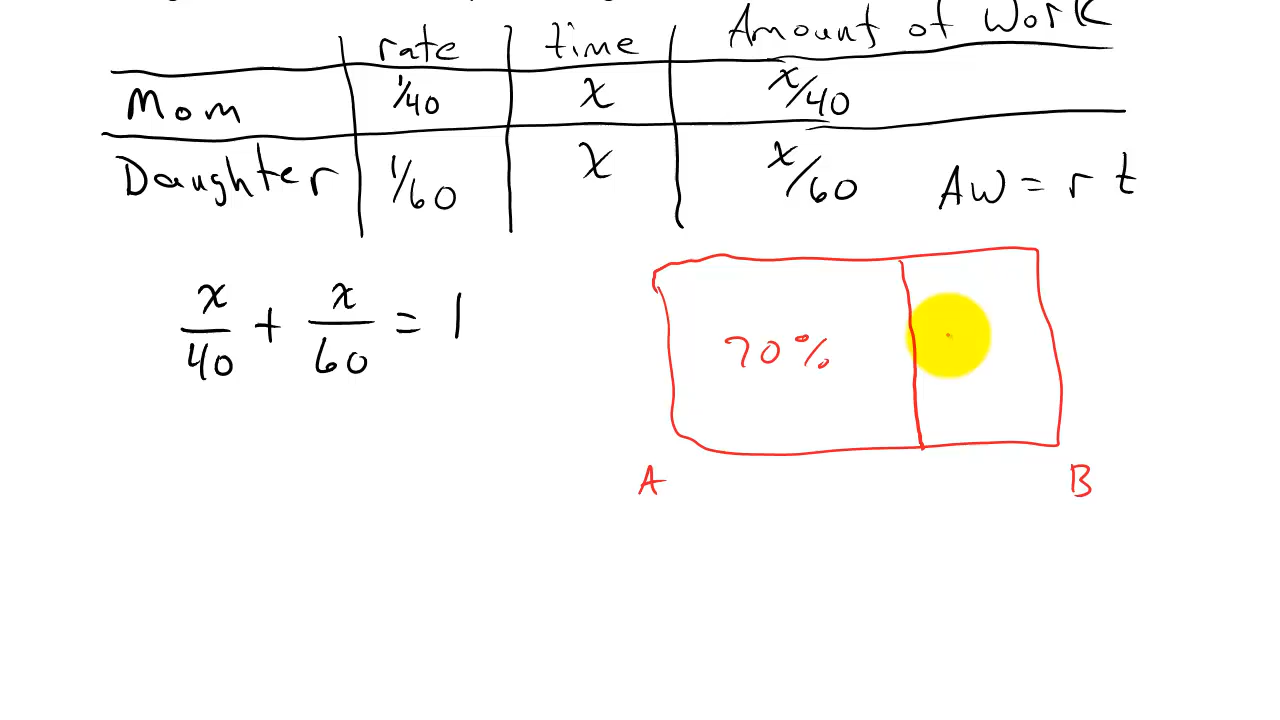 rate time Amount of Work
Mom 1/40 x x/40
Daughter 1/60 x x/60 AW = r t
x/40 + x/60 = 1
70%
A B